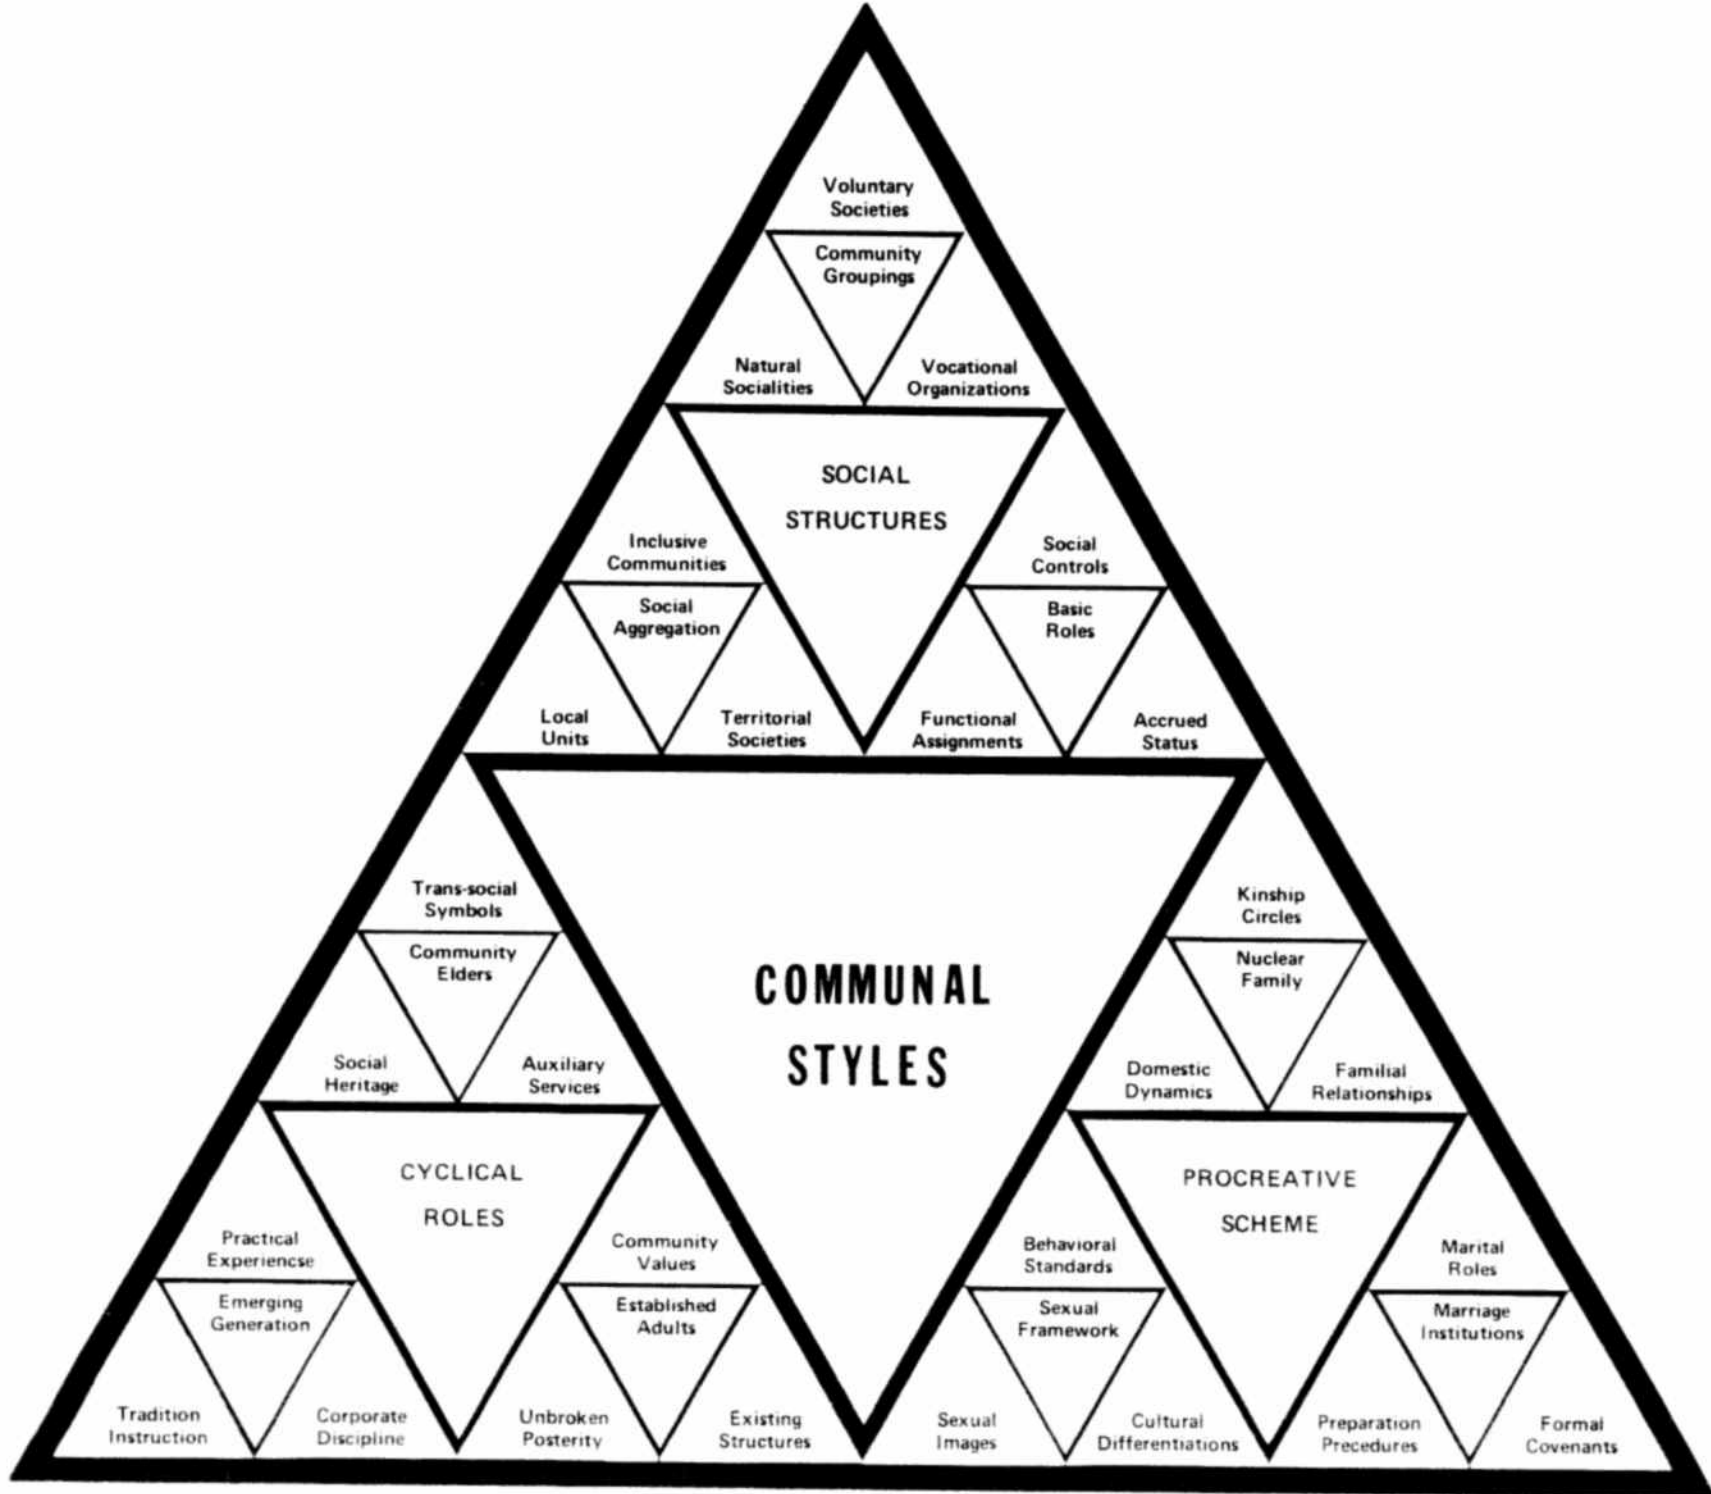 Voluntary
Societies
Community
Groupings
Natural
Socialities
Vocational
Organizations
SOCIAL
STRUCTURES
Inclusive
Communities
Social
Controls
Social
Aggregation
Basic
Roles
Local
Units
Territorial
Societies
Functional
Assignments
Accrued
Status
Trans-social
Symbols
Kinship
Circles
Community
Elders
Nuclear
Family
COMMUNAL
STYLES
Social
Heritage
Auxiliary
Services
Domestic
Dynamics
Familial
Relationships
CYCLICAL
ROLES
PROCREATIVE
SCHEME
Practical
Experiencse
Community
Values
Behavioral
Standards
Marital
Roles
Emerging
Generation
Established
Adults
Sexual
Framework
Marriage
Institutions
Tradition
Instruction
Corporate
Discipline
Unbroken
Posterity
Existing
Structures
Sexual
Images
Cultural
Differentiations
Preparation
Precedures
Formal
Covenants